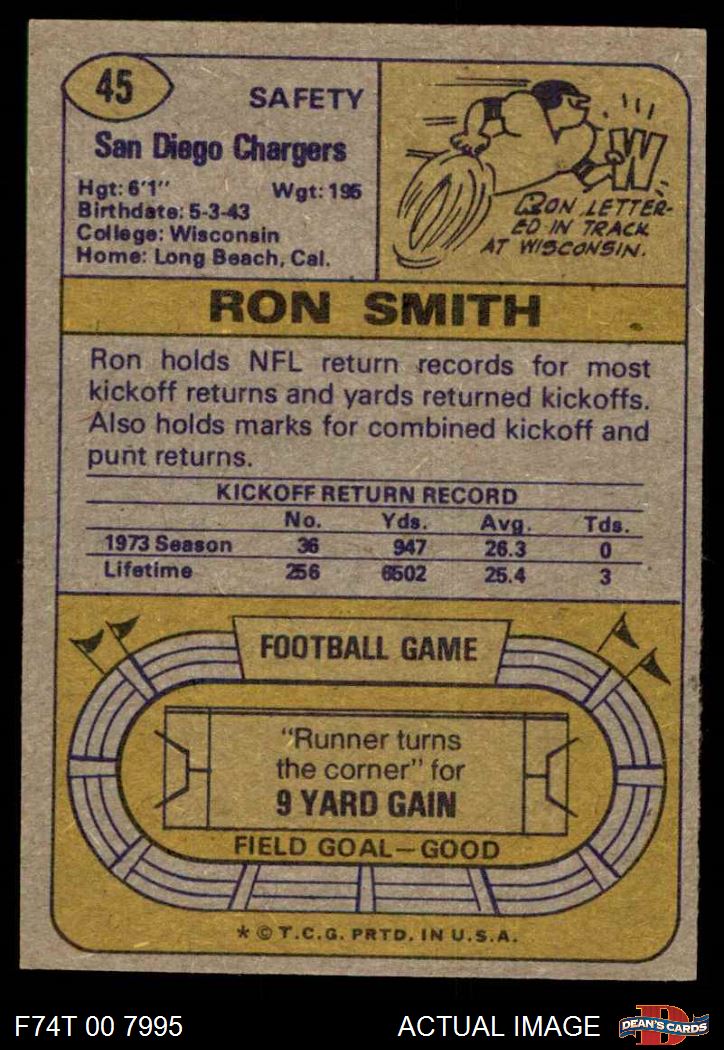 45
SAFETY
San Diego Chargers
Hgt: 6'1" Wgt: 195
Birthdate: 5-3-43
College: Wisconsin
Home: Long Beach, Cal.
W
RON LETTER-
ED IN TRACK
AT WISCONSIN.
RON SMITH
Ron holds NFL return records for most
kickoff returns and yards returned kickoffs.
Also holds marks for combined kickoff and
punt returns.
KICKOFF RETURN RECORD
No. Yds. Avg. Tds.
1973 Season 36 947 26.3 0
Lifetime 256 6502 25.4 3
FOOTBALL GAME
"Runner turns
the corner" for
9 YARD GAIN
FIELD GOAL—GOOD
* © T.C.G. PRTD. IN U.S.A.
F74T 00 7995 ACTUAL IMAGE
D
DEAN'S CARDS